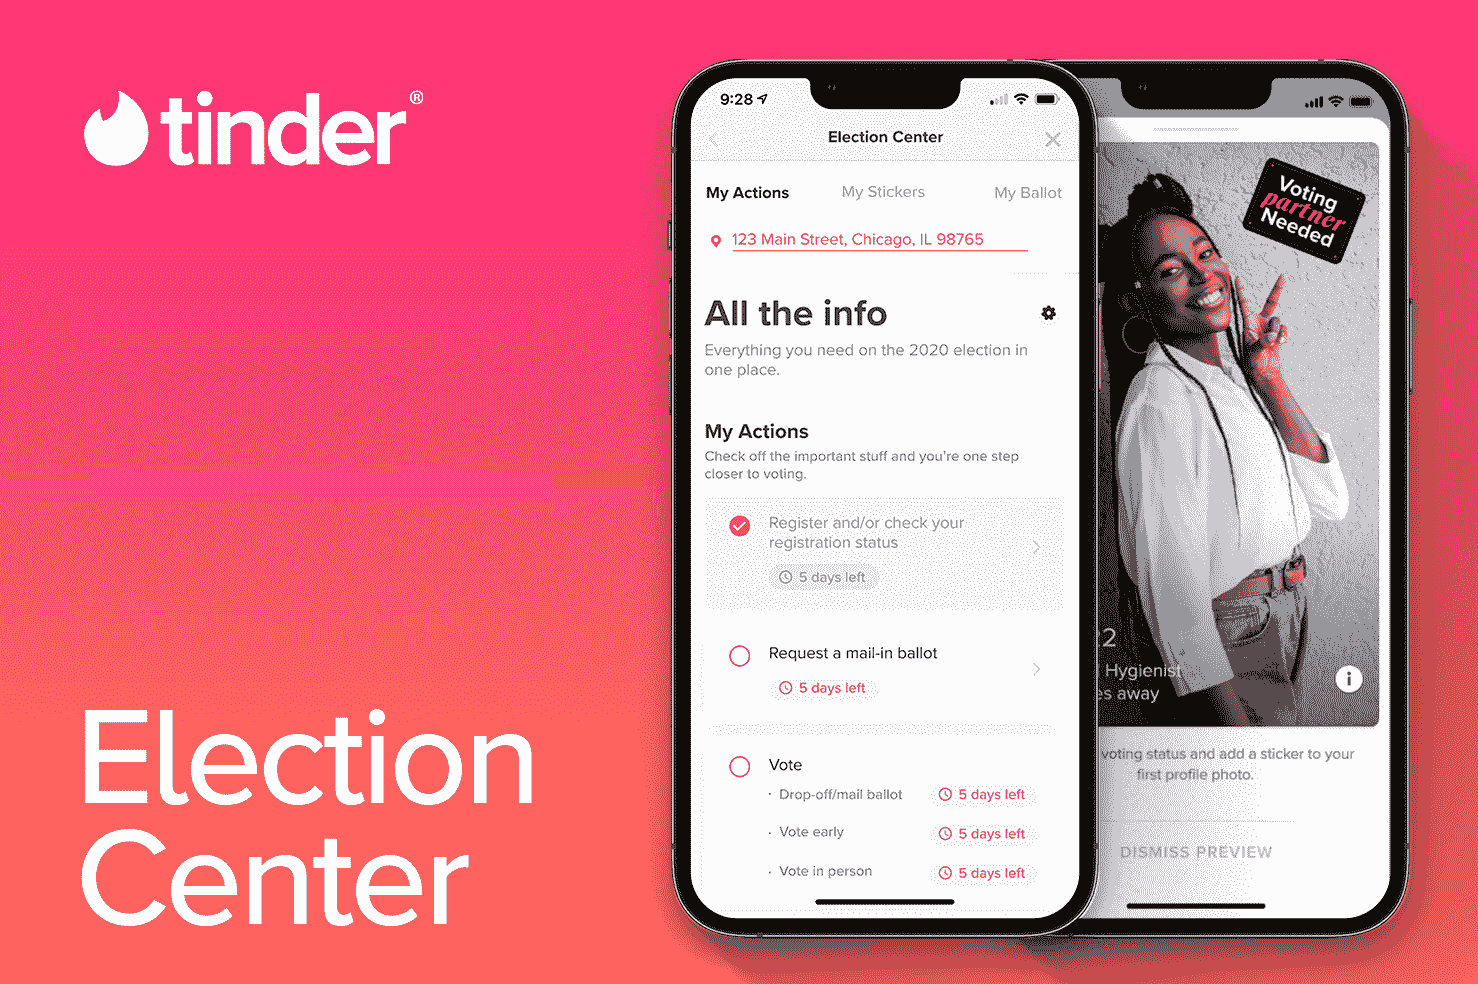 tinder®
Election
Center
9:28
Election Center
My Actions
My Stickers
My Ballot
123 Main Street, Chicago, IL 98765
All the info
Everything you need on the 2020 election in
one place.
My Actions
Check off the important stuff and you’re one step
closer to voting.
Register and/or check your
registration status
5 days left
Request a mail-in ballot
5 days left
Vote
· Drop-off/mail ballot
5 days left
· Vote early
5 days left
· Vote in person
5 days left
Voting
partner
Needed
2
Hygienist
es away
i
voting status and add a sticker to your
first profile photo.
DISMISS PREVIEW